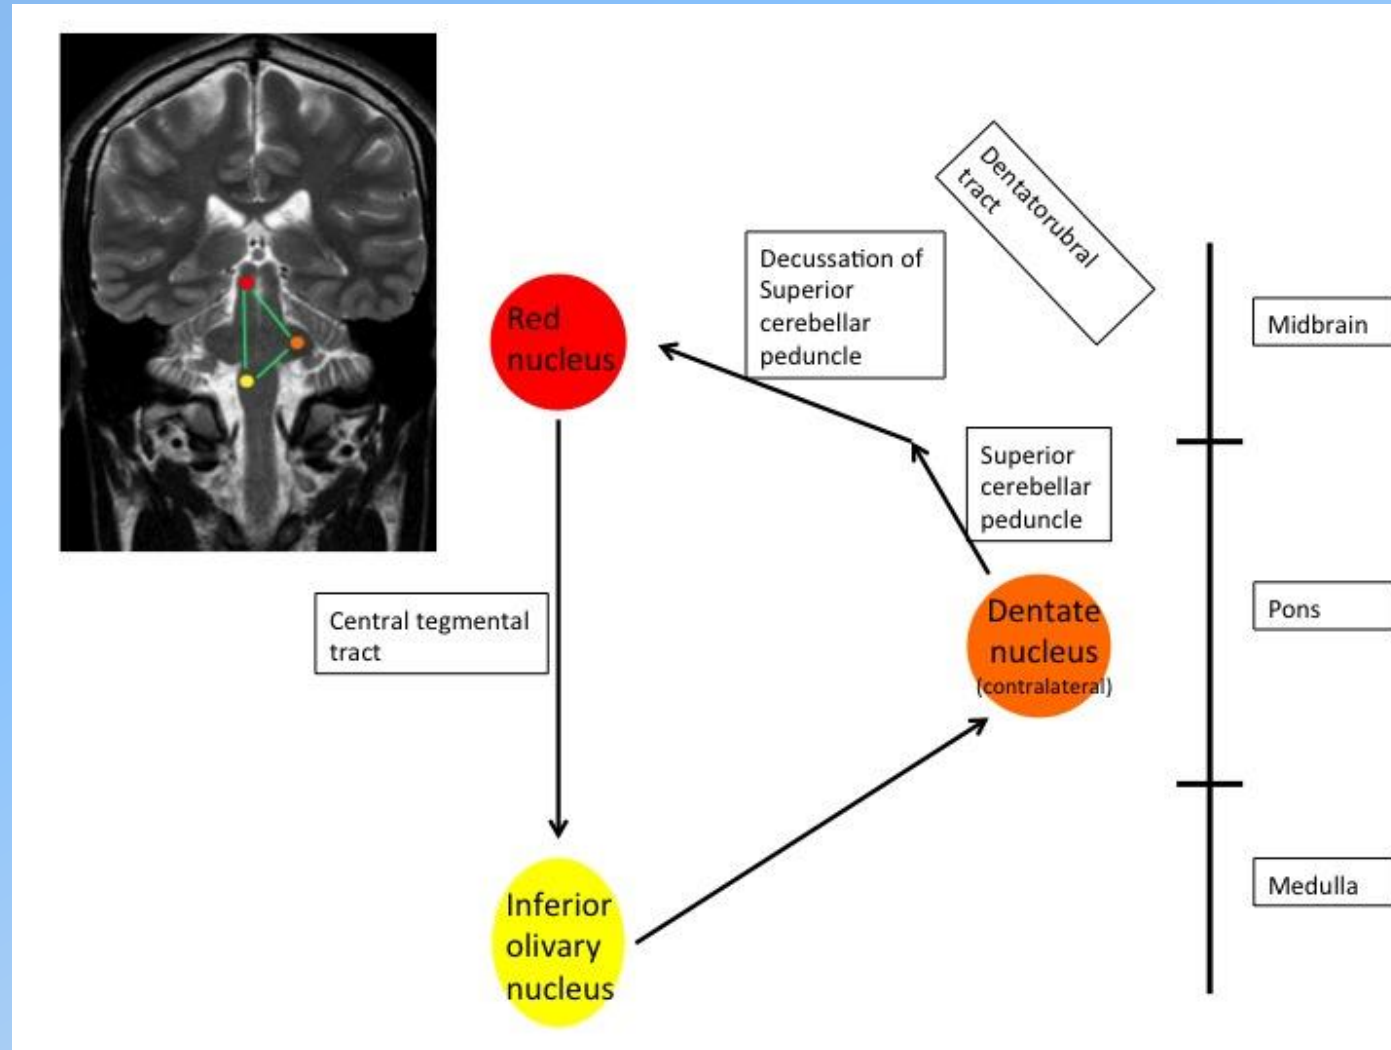 Dentatorubral
tract
Decussation of
Superior
cerebellar
peduncle
Red
nucleus
Midbrain
Superior
cerebellar
peduncle
Central tegmental
tract
Dentate
nucleus
(contralateral)
Pons
Inferior
olivary
nucleus
Medulla